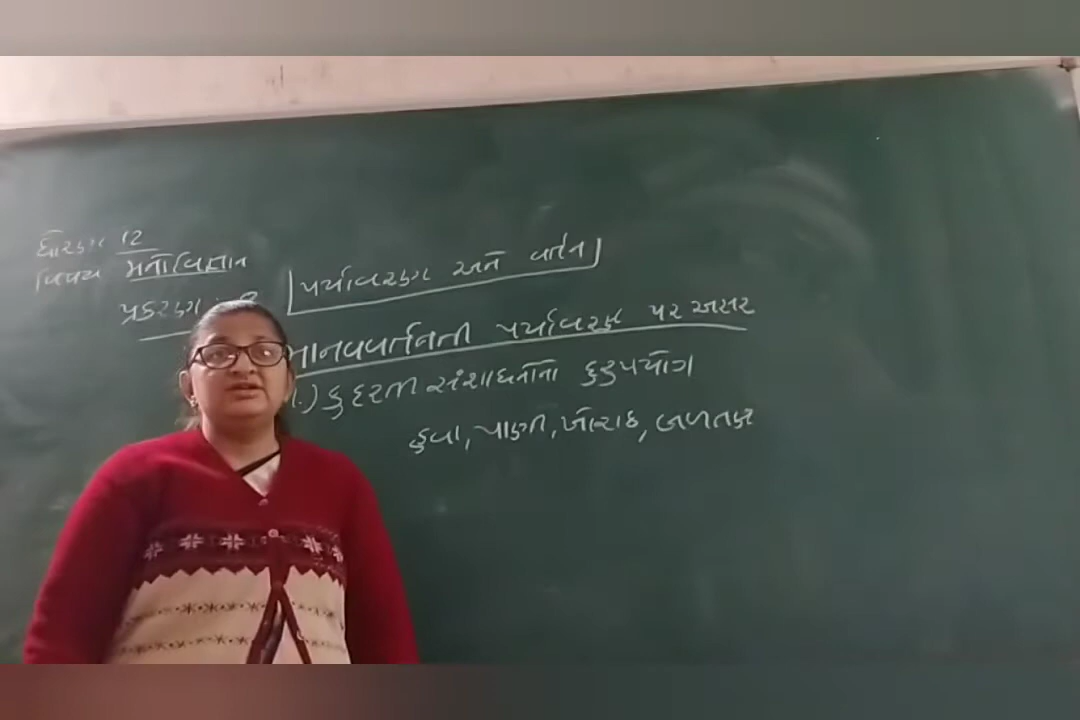 ધોરણ 12
વિષય મનોવિજ્ઞાન
પ્રકરણ
પર્યાવરણ અને વર્તન
માનવવર્તનની પર્યાવરણ પર અસર
૧.) કુદરતી સંશાધનોના દુરુપયોગ
હવા, પાણી, ખોરાક, બળતણ